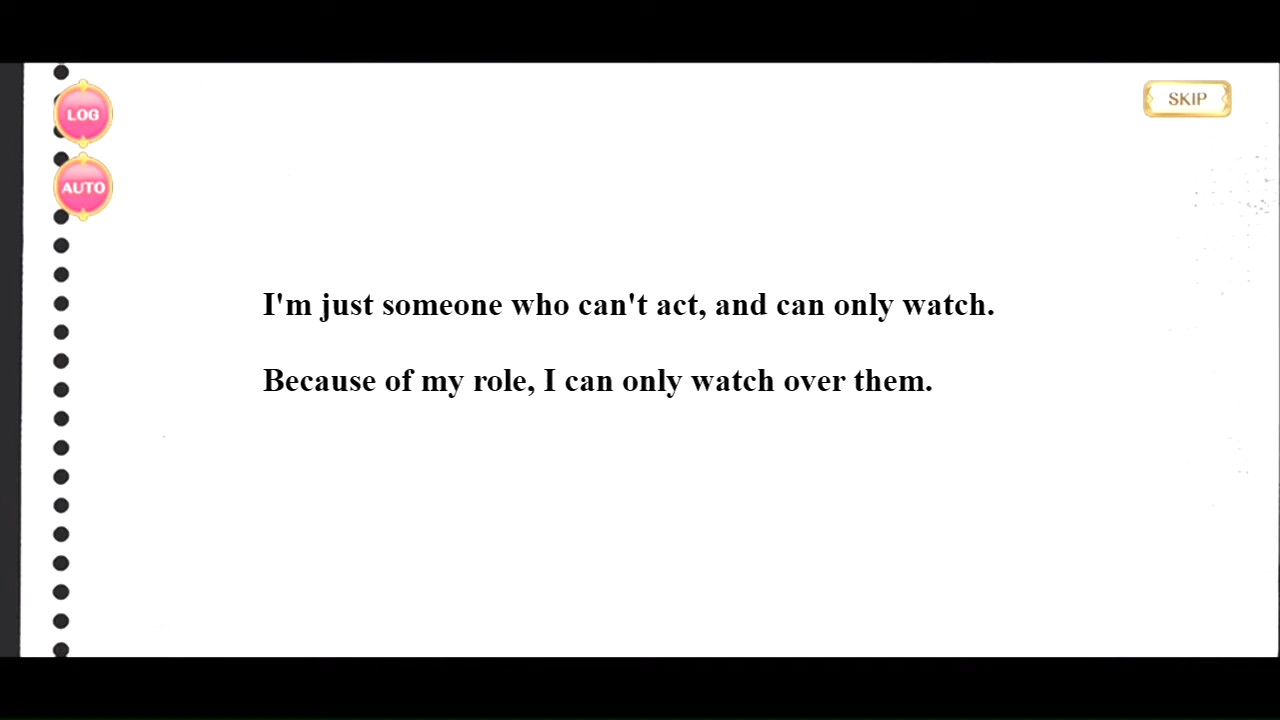 LOG
SKIP
AUTO
I'm just someone who can't act, and can only watch.
Because of my role, I can only watch over them.